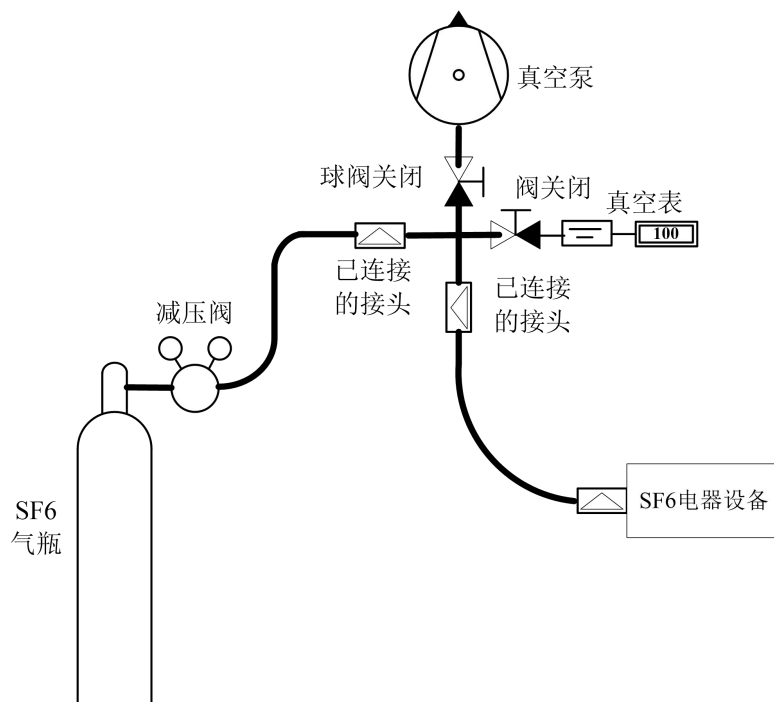 真空泵
球阀关闭
阀关闭
真空表
100
已连接
的接头
已连接
的接头
减压阀
SF6
气瓶
SF6电器设备